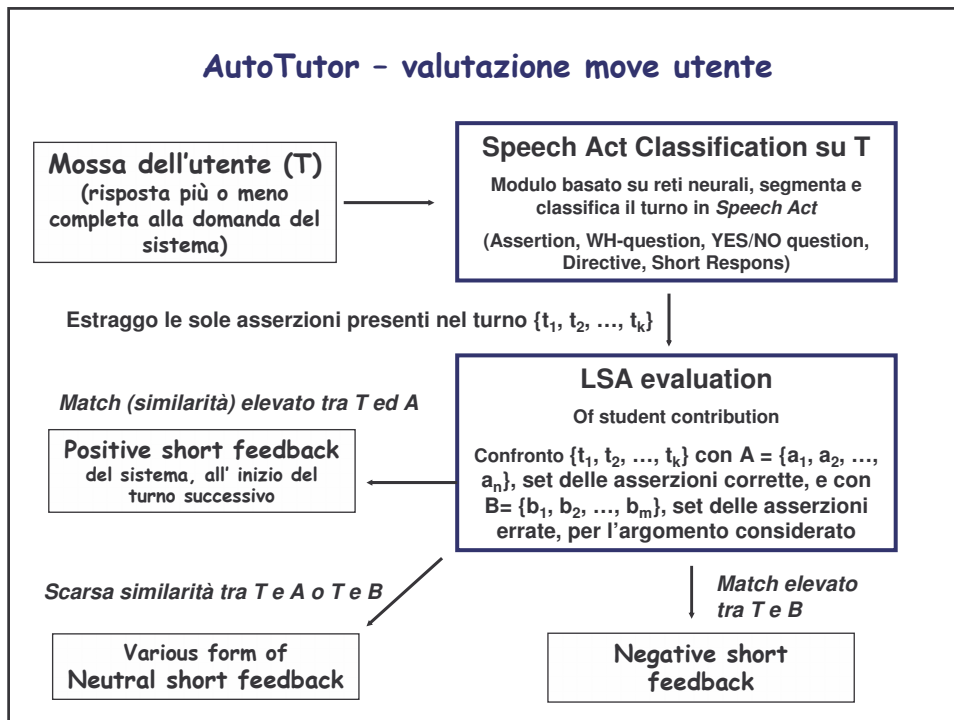 AutoTutor – valutazione move utente
Mossa dell'utente (T)
(risposta più o meno
completa alla domanda del
sistema)
Speech Act Classification su T
Modulo basato su reti neurali, segmenta e
classifica il turno in Speech Act
(Assertion, WH-question, YES/NO question,
Directive, Short Respons)
Estraggo le sole asserzioni presenti nel turno {t₁, t₂, …, tₖ}
LSA evaluation
Of student contribution
Confronto {t₁, t₂, …, tₖ} con A = {a₁, a₂, …,
aₙ}, set delle asserzioni corrette, e con
B= {b₁, b₂, …, bₘ}, set delle asserzioni
errate, per l'argomento considerato
Match (similarità) elevato tra T ed A
Positive short feedback
del sistema, all' inizio del
turno successivo
Scarsa similarità tra T e A o T e B
Various form of
Neutral short feedback
Match elevato
tra T e B
Negative short
feedback